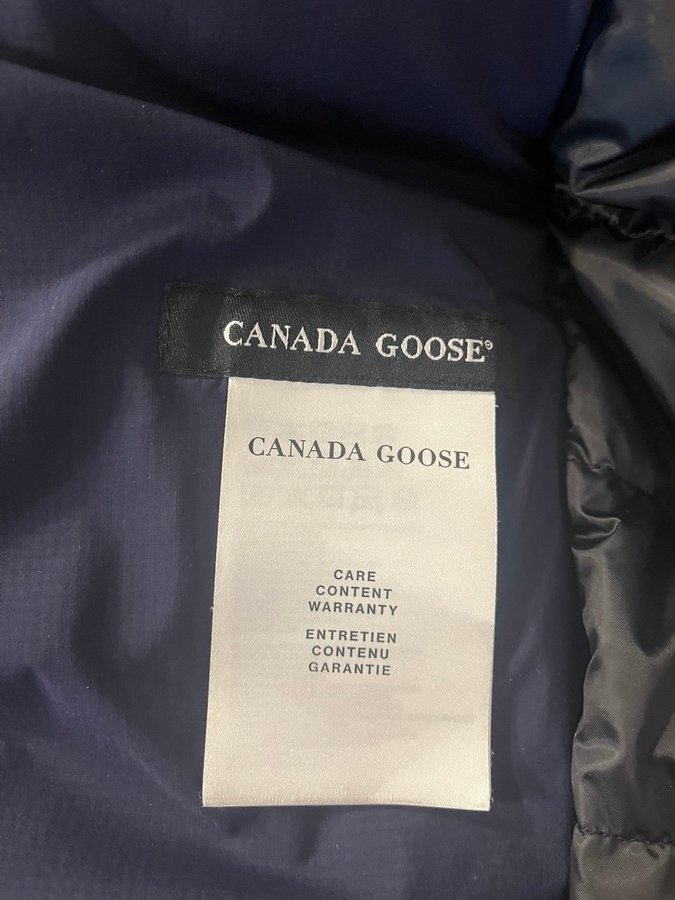 CANADA GOOSE®
CANADA GOOSE
CARE
CONTENT
WARRANTY
ENTRETIEN
CONTENU
GARANTIE